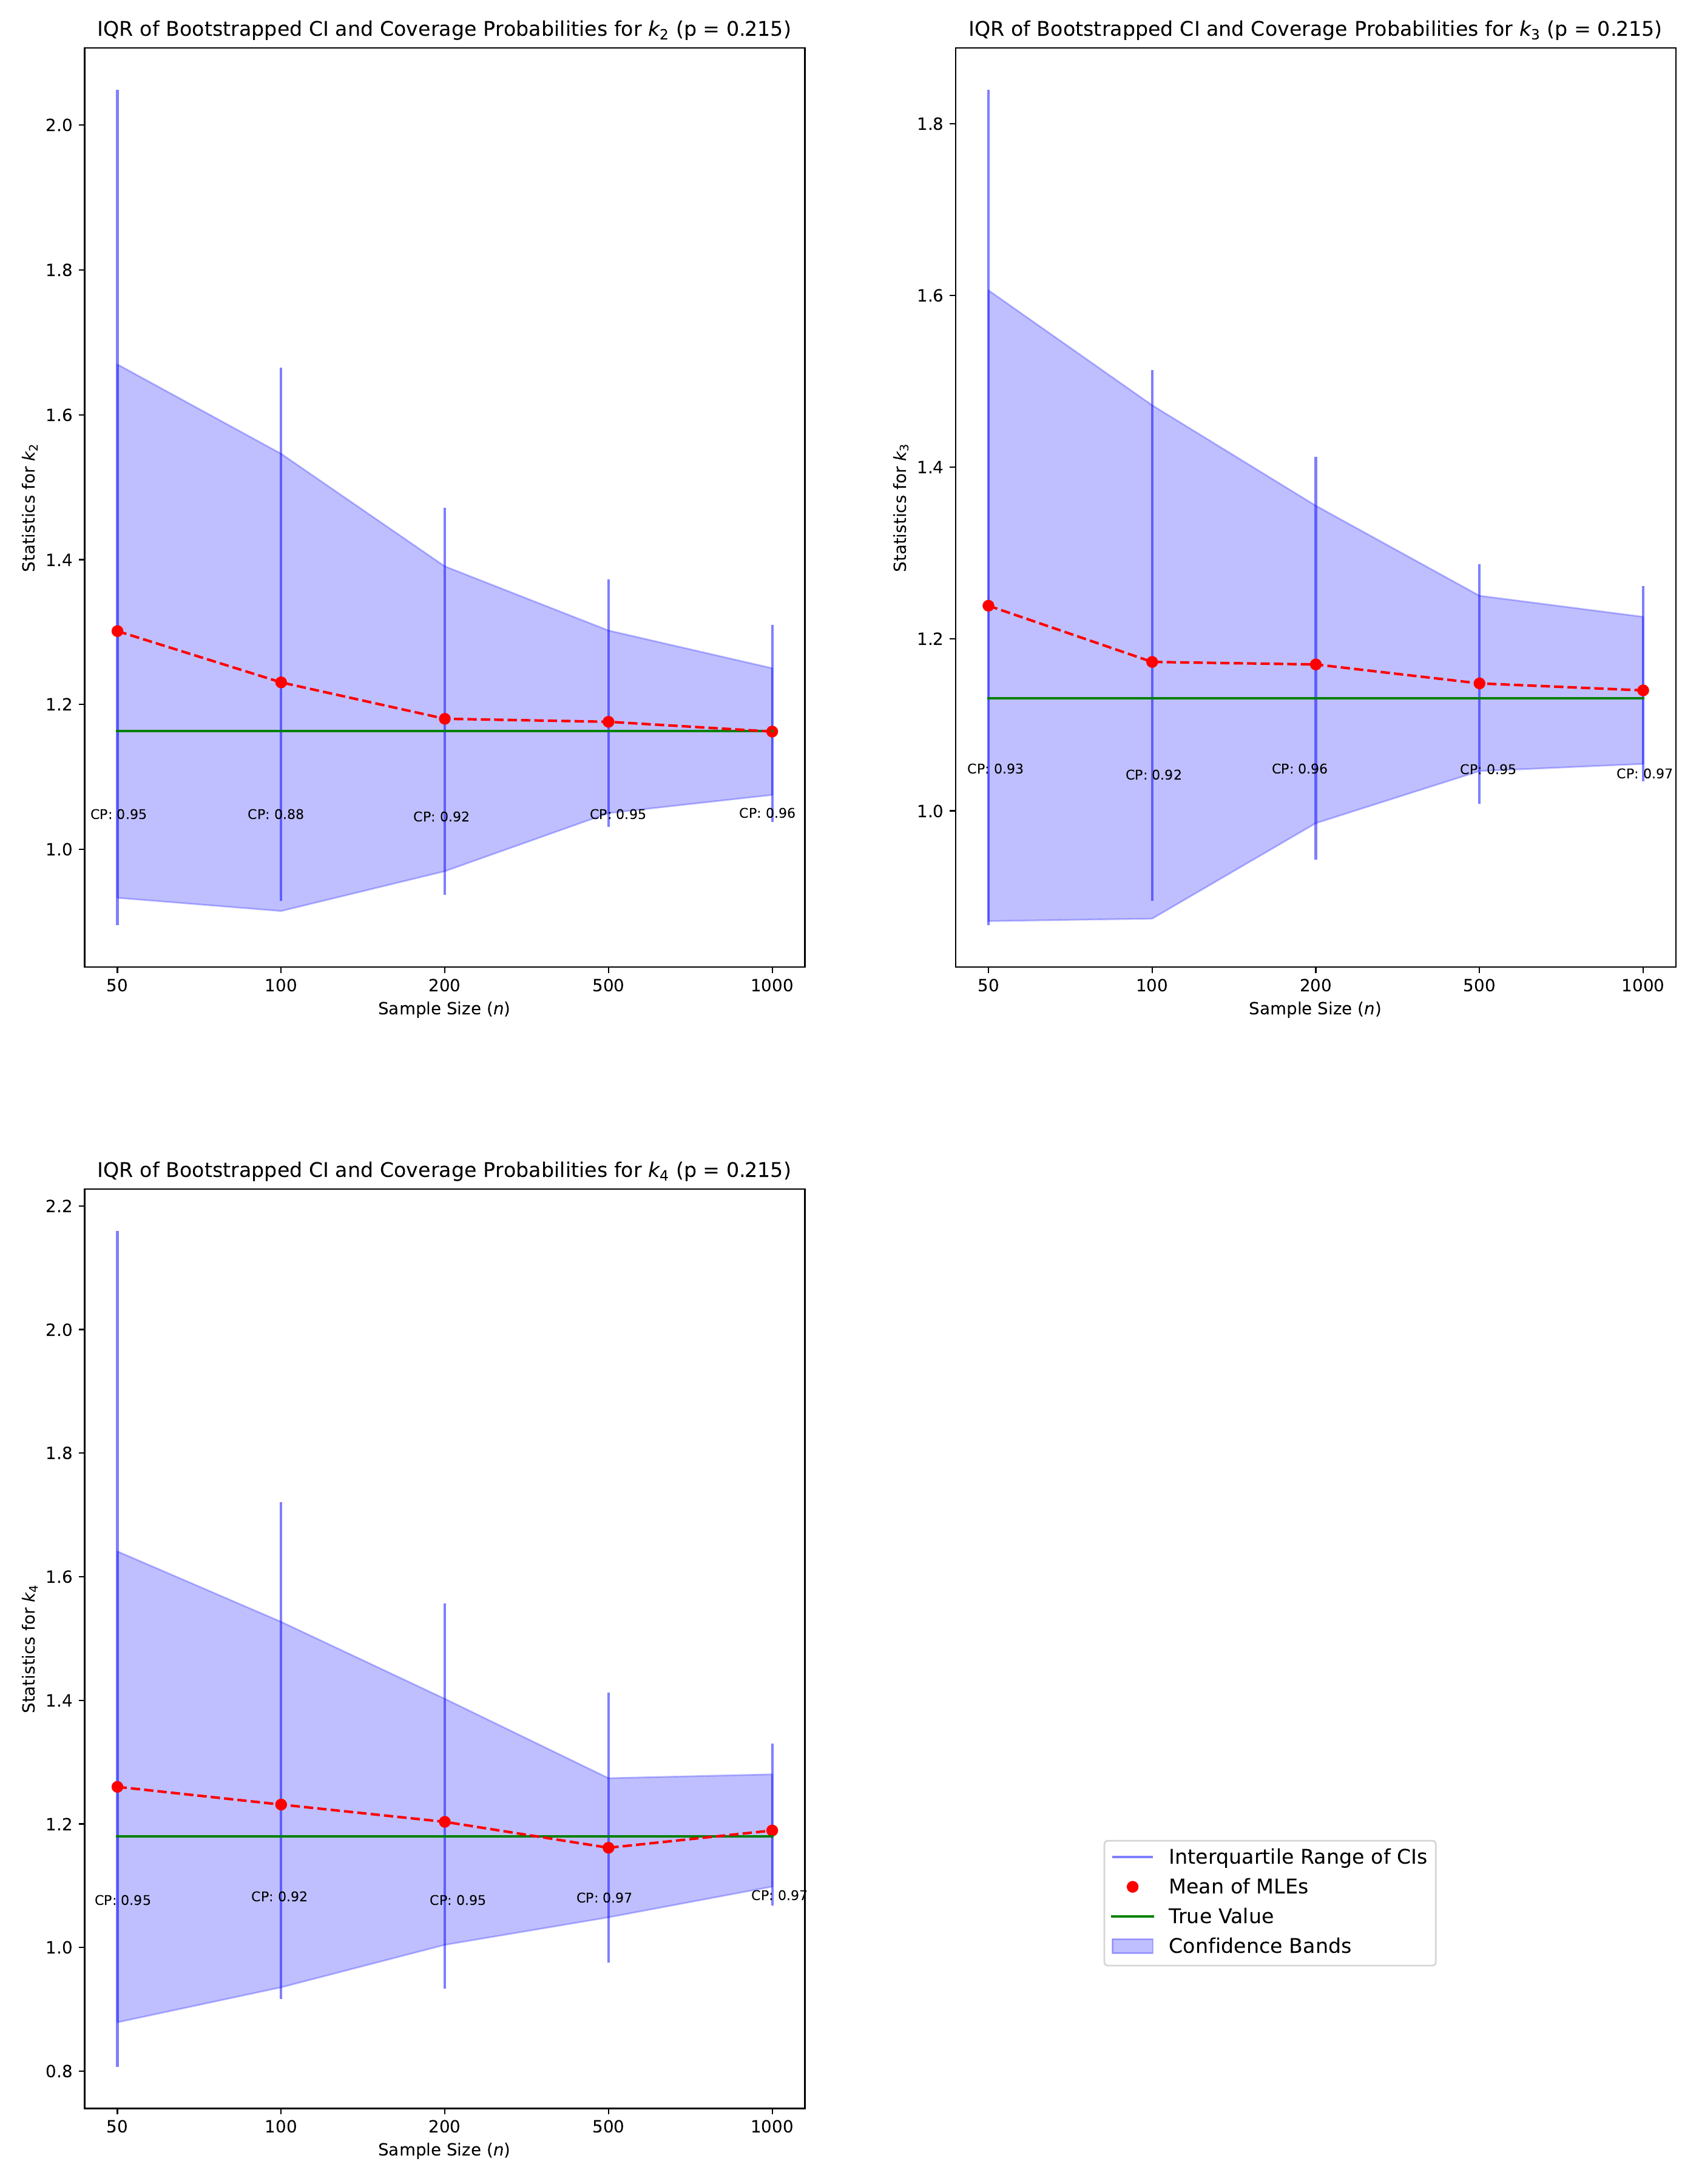 IQR of Bootstrapped CI and Coverage Probabilities for k₂ (p = 0.215)
Statistics for k₂
2.0
1.8
1.6
1.4
1.2
1.0
CP: 0.95
CP: 0.88
CP: 0.92
CP: 0.95
CP: 0.96
50
100
200
500
1000
Sample Size (n)
IQR of Bootstrapped CI and Coverage Probabilities for k₃ (p = 0.215)
Statistics for k₃
1.8
1.6
1.4
1.2
1.0
CP: 0.93
CP: 0.92
CP: 0.96
CP: 0.95
CP: 0.97
50
100
200
500
1000
Sample Size (n)
IQR of Bootstrapped CI and Coverage Probabilities for k₄ (p = 0.215)
Statistics for k₄
2.2
2.0
1.8
1.6
1.4
1.2
1.0
0.8
CP: 0.95
CP: 0.92
CP: 0.95
CP: 0.97
CP: 0.97
50
100
200
500
1000
Sample Size (n)
Interquartile Range of CIs
Mean of MLEs
True Value
Confidence Bands